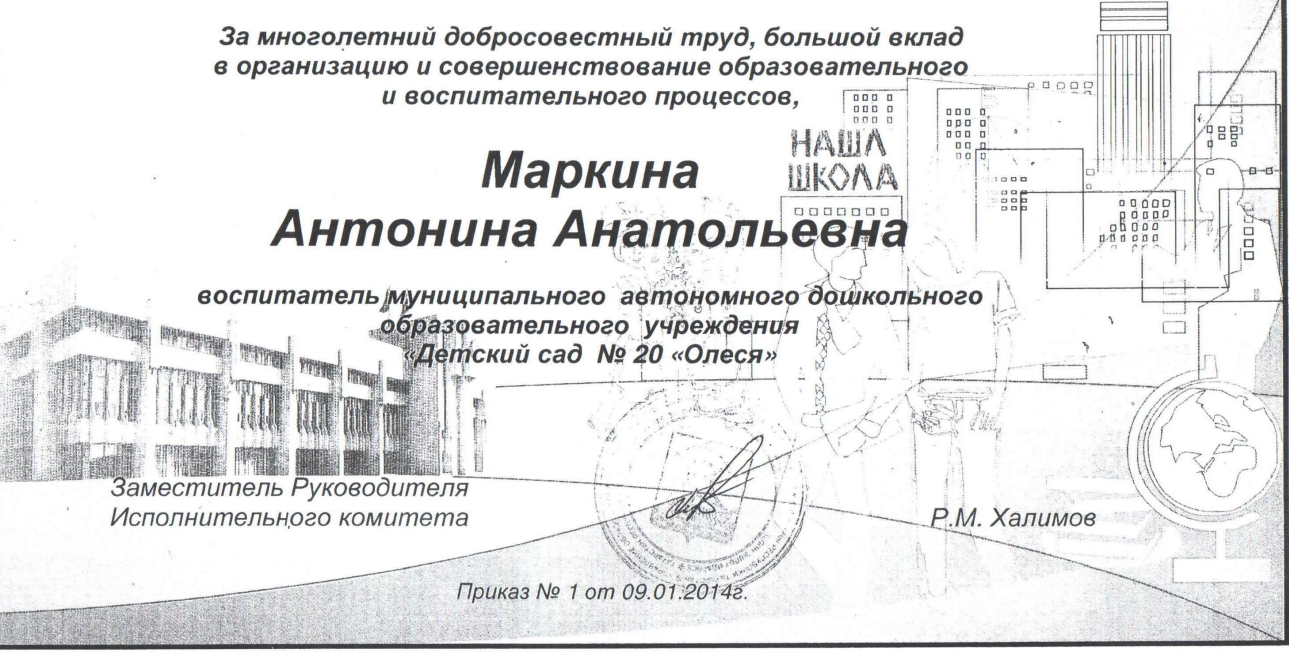 За многолетний добросовестный труд, большой вклад
в организацию и совершенствование образовательного
и воспитательного процессов,
НАША
ШКОЛА
Маркина
Антонина Анатольевна
воспитатель муниципального автономного дошкольного
образовательного учреждения
«Детский сад № 20 «Олеся»
Заместитель Руководителя
Исполнительного комитета
Р.М. Халимов
Приказ № 1 от 09.01.2014г.